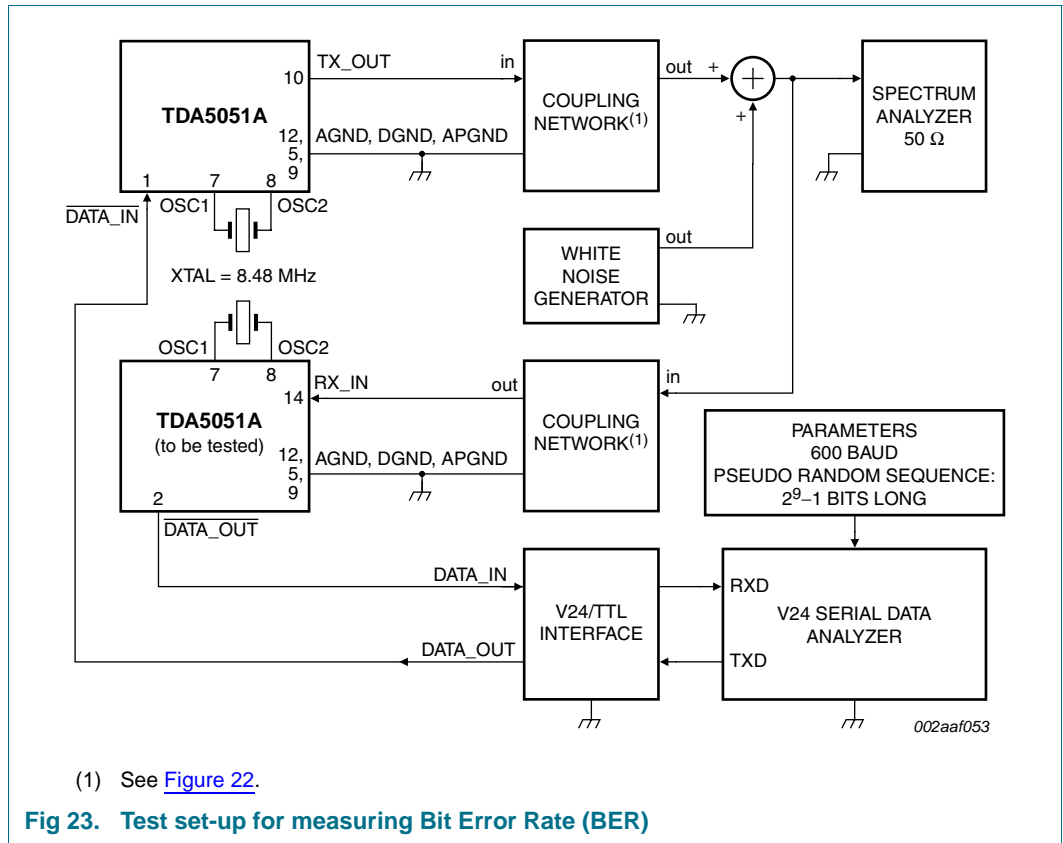 TDA5051A
10
TX_OUT
12,
5,
9
AGND, DGND, APGND
1
7
8
DATA_IN
OSC1
OSC2
XTAL = 8.48 MHz
in
COUPLING
NETWORK(1)
out
+
+
+
SPECTRUM
ANALYZER
50 Ω
WHITE
NOISE
GENERATOR
out
OSC1
OSC2
7
8
TDA5051A
(to be tested)
14
RX_IN
12,
5,
9
AGND, DGND, APGND
2
DATA_OUT
out
COUPLING
NETWORK(1)
in
PARAMETERS
600 BAUD
PSEUDO RANDOM SEQUENCE:
2⁹−1 BITS LONG
DATA_IN
DATA_OUT
V24/TTL
INTERFACE
RXD
V24 SERIAL DATA
ANALYZER
TXD
002aaf053
(1) See Figure 22.
Fig 23. Test set-up for measuring Bit Error Rate (BER)